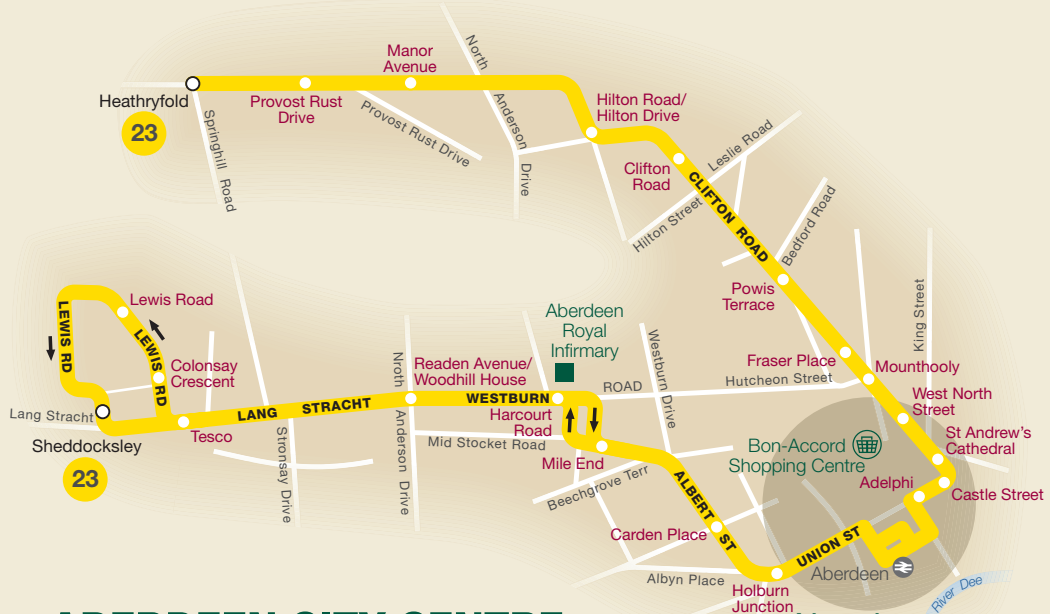 North
Anderson
Drive
Manor
Avenue
Heathryfold
23
Provost Rust
Drive
Provost Rust Drive
Springhill Road
Hilton Road/
Hilton Drive
Clifton
Road
Leslie Road
Hilton Street
CLIFTON ROAD
Bedford Road
Powis
Terrace
King Street
Fraser Place
Mounthooly
West North
Street
St Andrew's
Cathedral
Castle Street
Adelphi
Bon-Accord
Shopping Centre
Hutcheon Street
Lewis Road
LEWIS RD
LEWIS RD
Colonsay
Crescent
Lang Stracht
Sheddocksley
23
Tesco
LANG STRACHT
Stronsay Drive
Nroth
Anderson Drive
Readen Avenue/
Woodhill House
Aberdeen
Royal
Infirmary
WESTBURN
ROAD
Westburn Drive
Harcourt
Road
Mid Stocket Road
Mile End
Beechgrove Terr
ALBERT ST
Carden Place
Albyn Place
Holburn
Junction
UNION ST
Aberdeen
River Dee